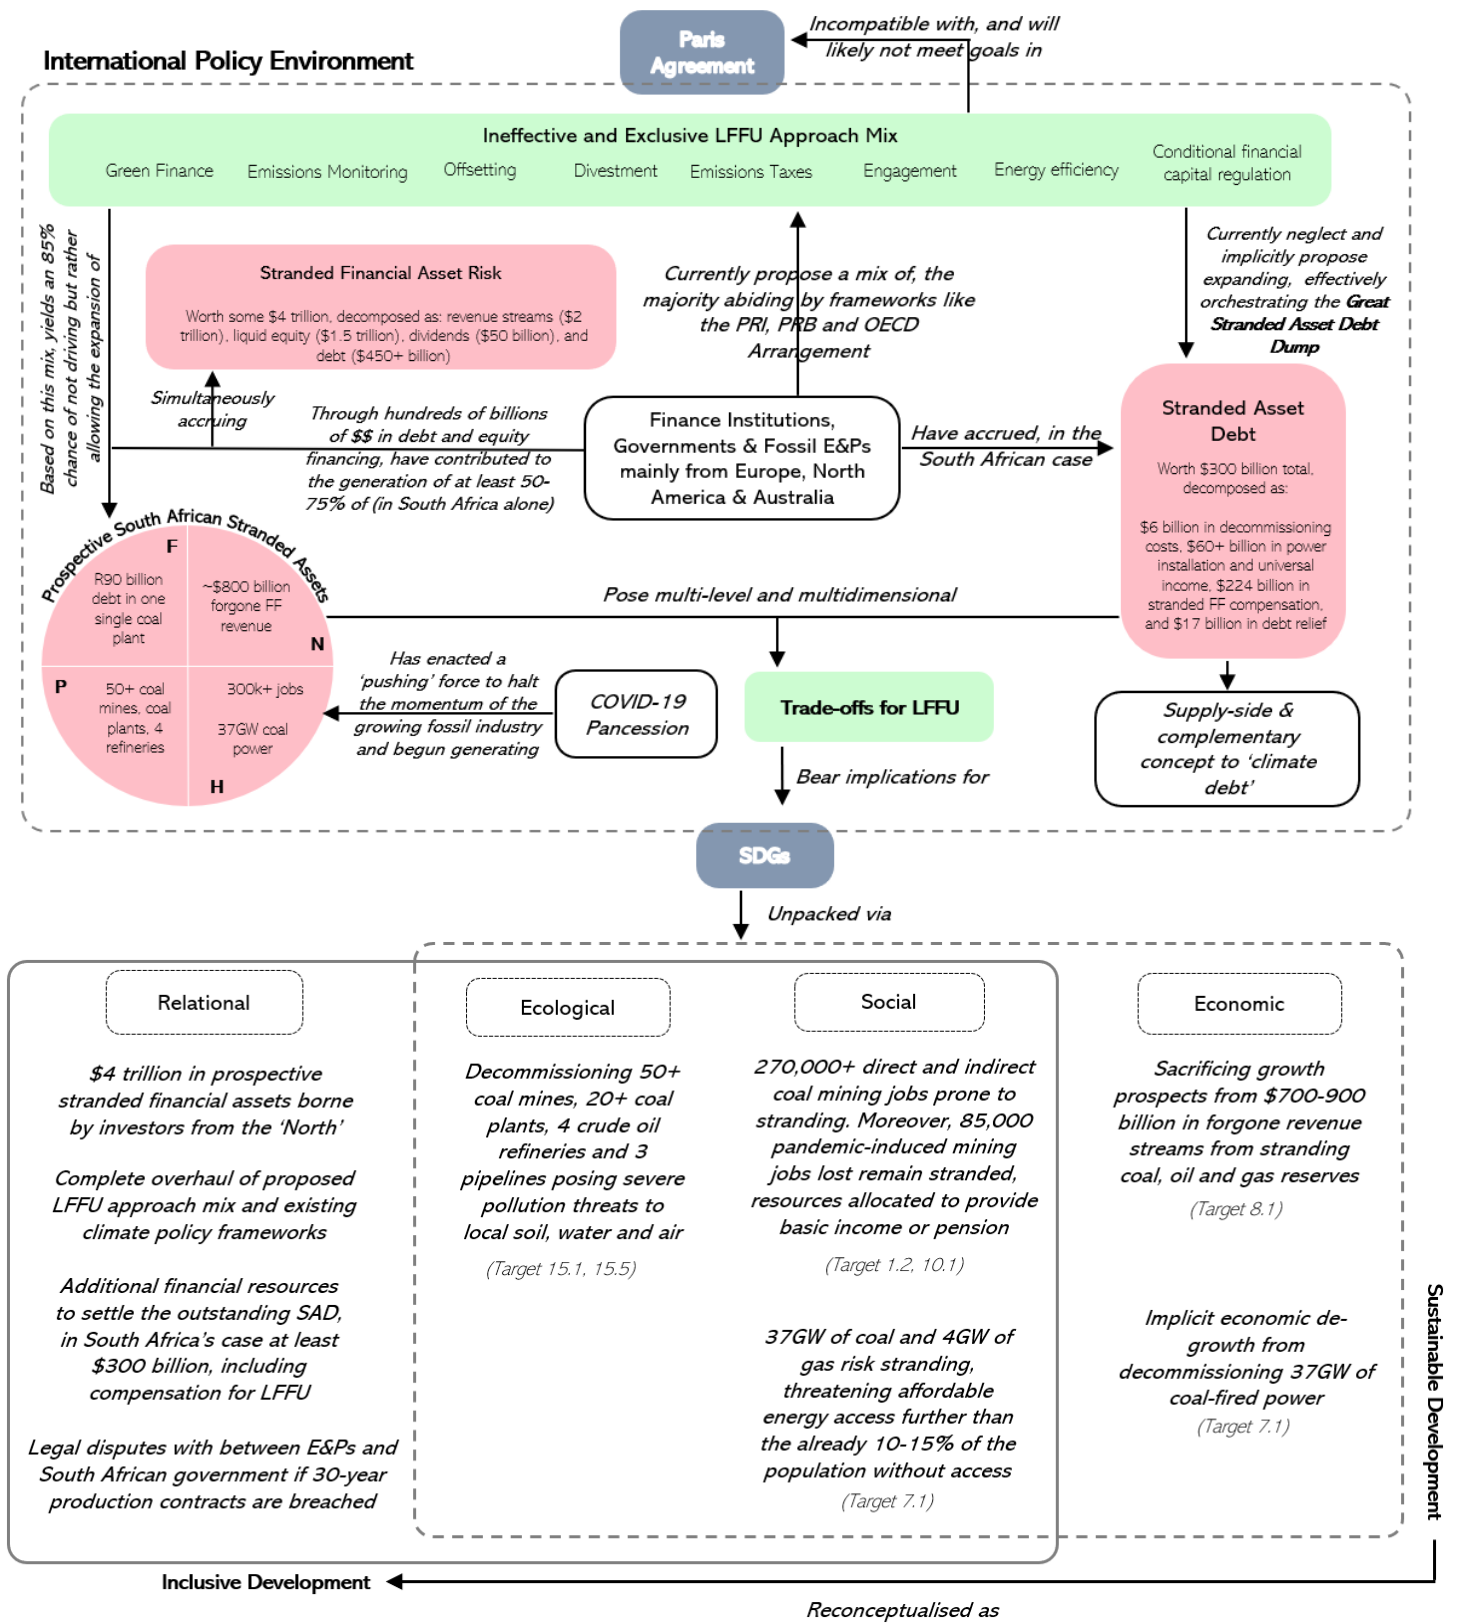 Paris
Agreement
Incompatible with, and will
likely not meet goals in
International Policy Environment
Ineffective and Exclusive LFFU Approach Mix
Green Finance
Emissions Monitoring
Offsetting
Divestment
Emissions Taxes
Engagement
Energy efficiency
Conditional financial
capital regulation
Based on this mix, yields an 85%
chance of not driving but rather
allowing the expansion of
Stranded Financial Asset Risk
Worth some $4 trillion, decomposed as: revenue streams ($2
trillion), liquid equity ($1.5 trillion), dividends ($50 billion), and
debt ($450+ billion)
Currently propose a mix of, the
majority abiding by frameworks like
the PRI, PRB and OECD
Arrangement
Currently neglect and
implicitly propose
expanding, effectively
orchestrating the Great
Stranded Asset Debt
Dump
Simultaneously
accruing
Through hundreds of billions
of $$ in debt and equity
financing, have contributed to
the generation of at least 50-
75% of (in South Africa alone)
Finance Institutions,
Governments & Fossil E&Ps
mainly from Europe, North
America & Australia
Have accrued, in the
South African case
Stranded Asset
Debt
Worth $300 billion total,
decomposed as:
$6 billion in decommissioning
costs, $60+ billion in power
installation and universal
income, $224 billion in
stranded FF compensation,
and $17 billion in debt relief
Prospective South African Stranded Assets
F
R90 billion
debt in one
single coal
plant
~$800 billion
forgone FF
revenue
N
P
50+ coal
mines, coal
plants, 4
refineries
300k+ jobs
37GW coal
power
H
Pose multi-level and multidimensional
Has enacted a
‘pushing’ force to halt
the momentum of the
growing fossil industry
and begun generating
COVID-19
Pancession
Trade-offs for LFFU
Supply-side &
complementary
concept to ‘climate
debt’
Bear implications for
SDGs
Unpacked via
Relational
$4 trillion in prospective
stranded financial assets borne
by investors from the ‘North’
Complete overhaul of proposed
LFFU approach mix and existing
climate policy frameworks
Additional financial resources
to settle the outstanding SAD,
in South Africa’s case at least
$300 billion, including
compensation for LFFU
Legal disputes with between E&Ps and
South African government if 30-year
production contracts are breached
Ecological
Decommissioning 50+
coal mines, 20+ coal
plants, 4 crude oil
refineries and 3
pipelines posing severe
pollution threats to
local soil, water and air
(Target 15.1, 15.5)
Social
270,000+ direct and indirect
coal mining jobs prone to
stranding. Moreover, 85,000
pandemic-induced mining
jobs lost remain stranded,
resources allocated to provide
basic income or pension
(Target 1.2, 10.1)
37GW of coal and 4GW of
gas risk stranding,
threatening affordable
energy access further than
the already 10-15% of the
population without access
(Target 7.1)
Economic
Sacrificing growth
prospects from $700-900
billion in forgone revenue
streams from stranding
coal, oil and gas reserves
(Target 8.1)
Implicit economic de-
growth from
decommissioning 37GW of
coal-fired power
(Target 7.1)
Sustainable Development
Inclusive Development
Reconceptualised as